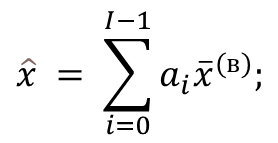 x̂ = ∑_{i=0}^{I-1} a_i x̄^{(в)};